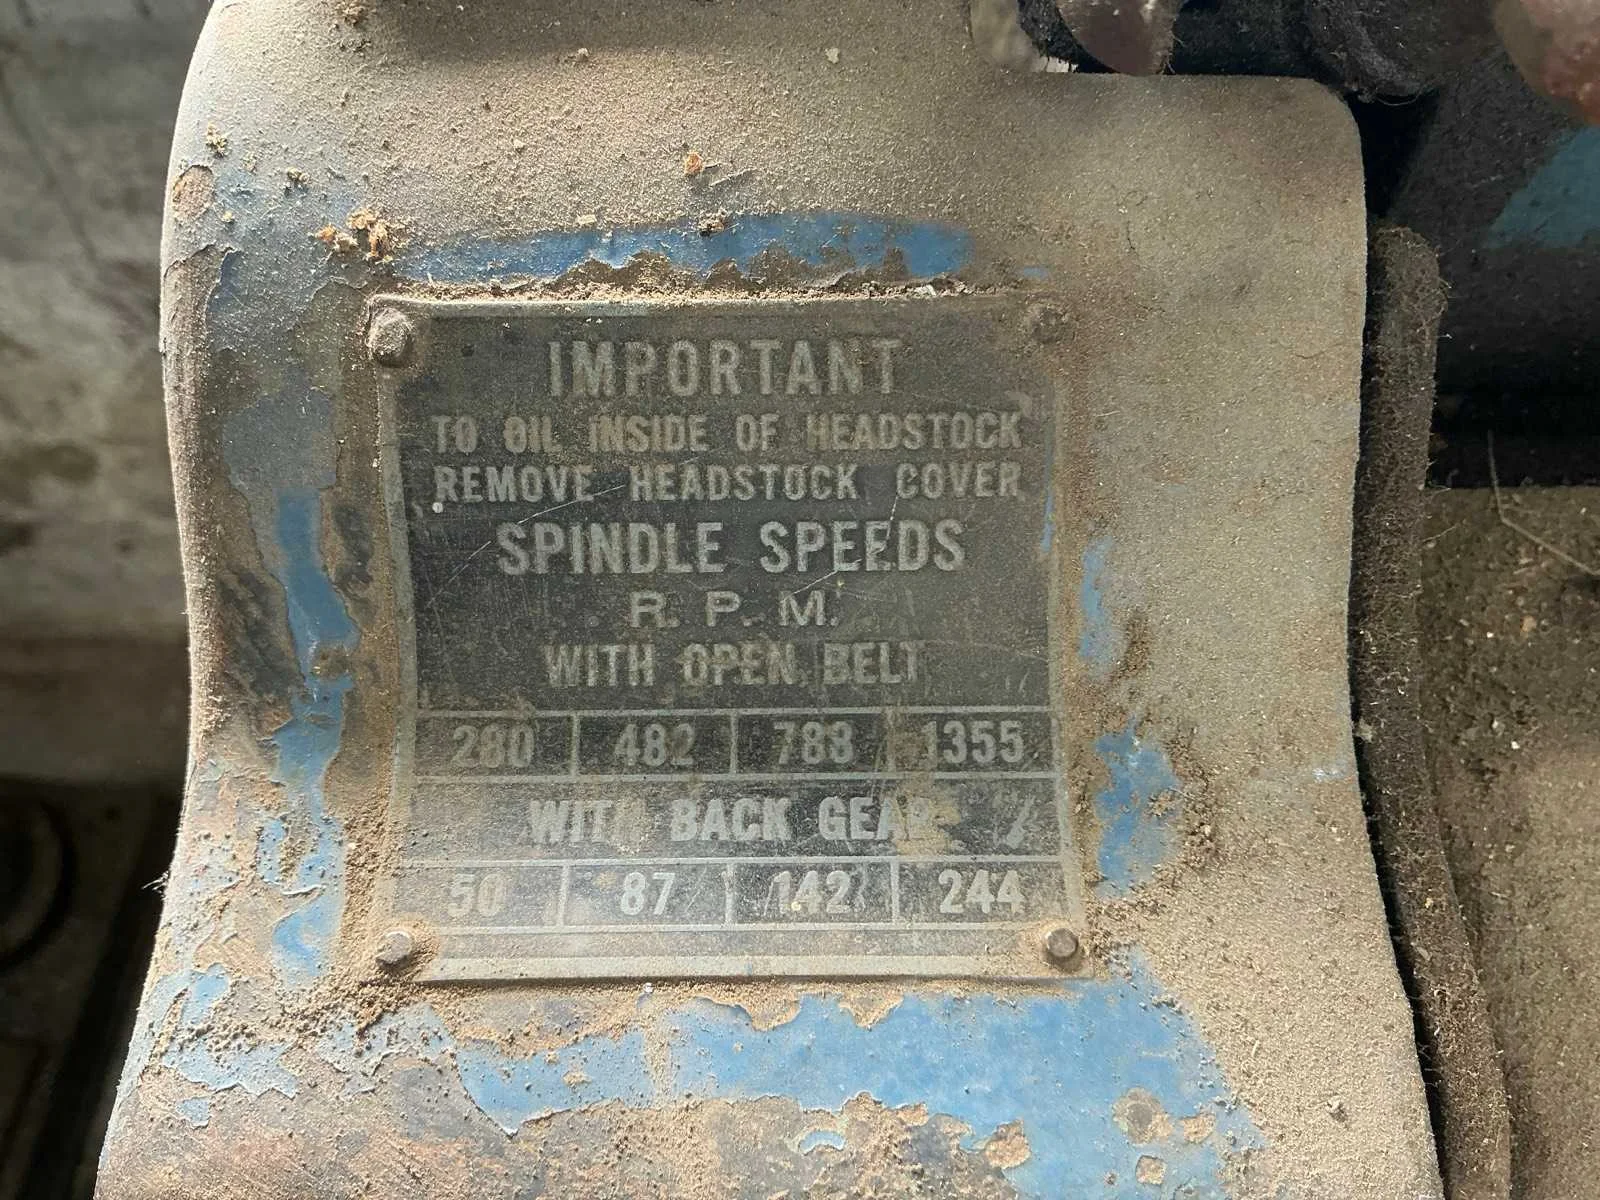 IMPORTANT
TO OIL INSIDE OF HEADSTOCK
REMOVE HEADSTOCK COVER
SPINDLE SPEEDS
R. P. M.
WITH OPEN BELT
280 482 788 1355
WITH BACK GEAR
50 87 142 244